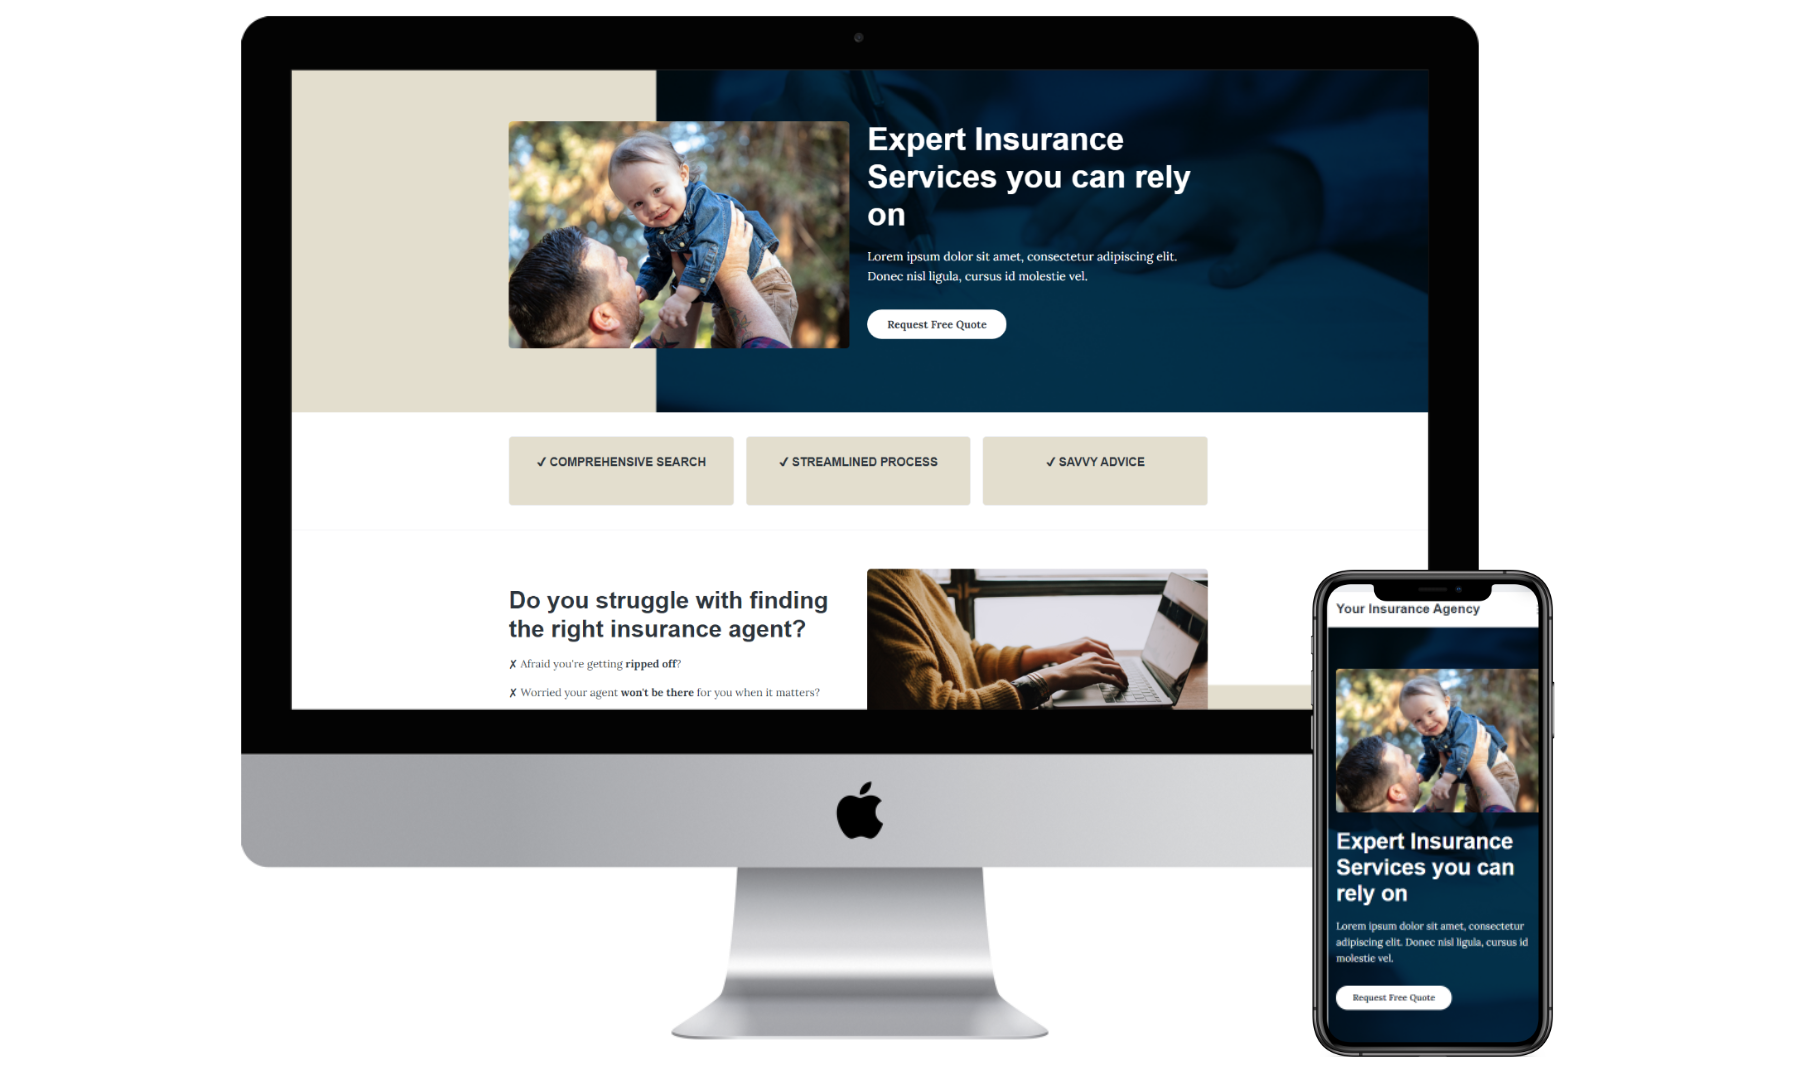 Expert Insurance
Services you can rely
on
Lorem ipsum dolor sit amet, consectetur adipiscing elit.
Donec nisl ligula, cursus id molestie vel.
Request Free Quote
✓ COMPREHENSIVE SEARCH
✓ STREAMLINED PROCESS
✓ SAVVY ADVICE
Do you struggle with finding
the right insurance agent?
✗ Afraid you're getting ripped off?
✗ Worried your agent won't be there for you when it matters?
Your Insurance Agency
Expert Insurance
Services you can
rely on
Lorem ipsum dolor sit amet, consectetur
adipiscing elit. Donec nisl ligula, cursus id
molestie vel.
Request Free Quote